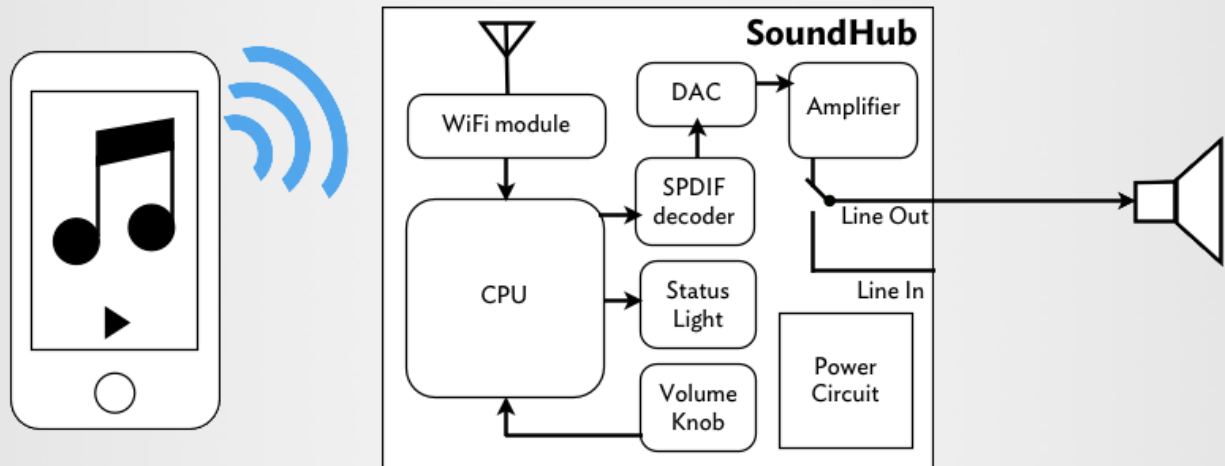 SoundHub
WiFi module
DAC
Amplifier
SPDIF
decoder
Line Out
CPU
Status
Light
Line In
Volume
Knob
Power
Circuit